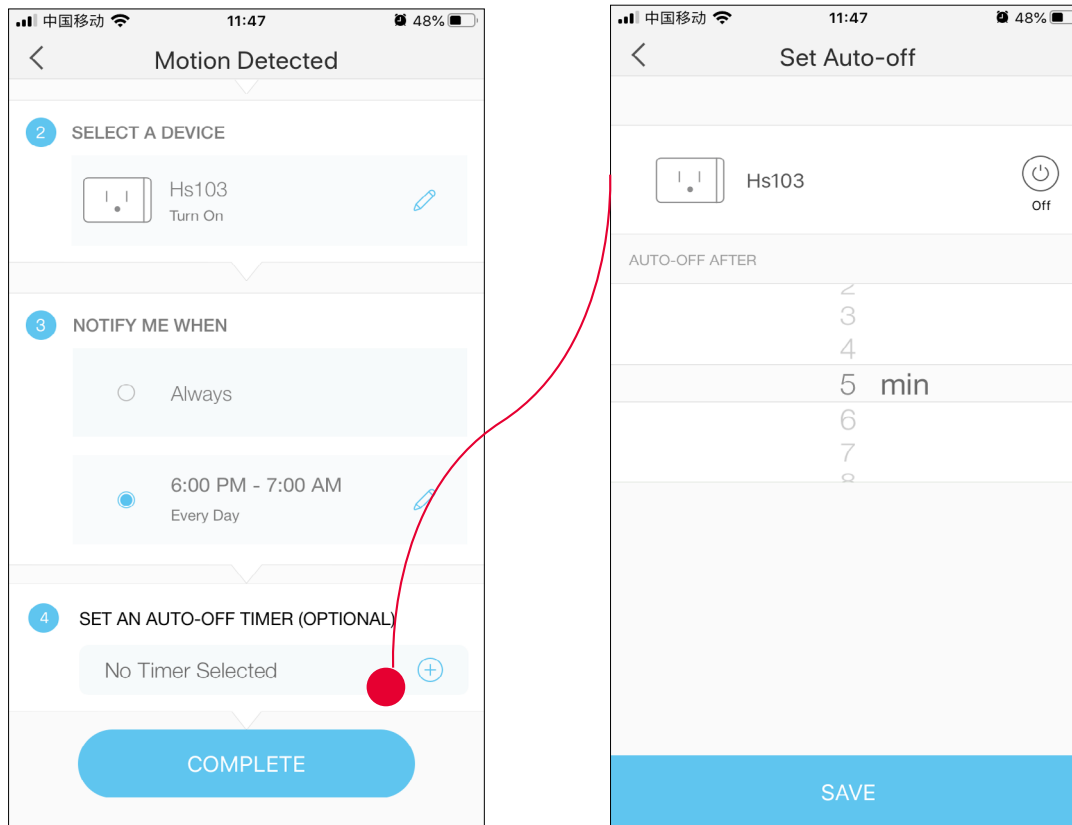 中国移动 11:47 48%
Motion Detected
2 SELECT A DEVICE
Hs103
Turn On
3 NOTIFY ME WHEN
Always
6:00 PM - 7:00 AM
Every Day
4 SET AN AUTO-OFF TIMER (OPTIONAL)
No Timer Selected
COMPLETE
中国移动 11:47 48%
Set Auto-off
Hs103
Off
AUTO-OFF AFTER
2
3
4
5 min
6
7
8
SAVE